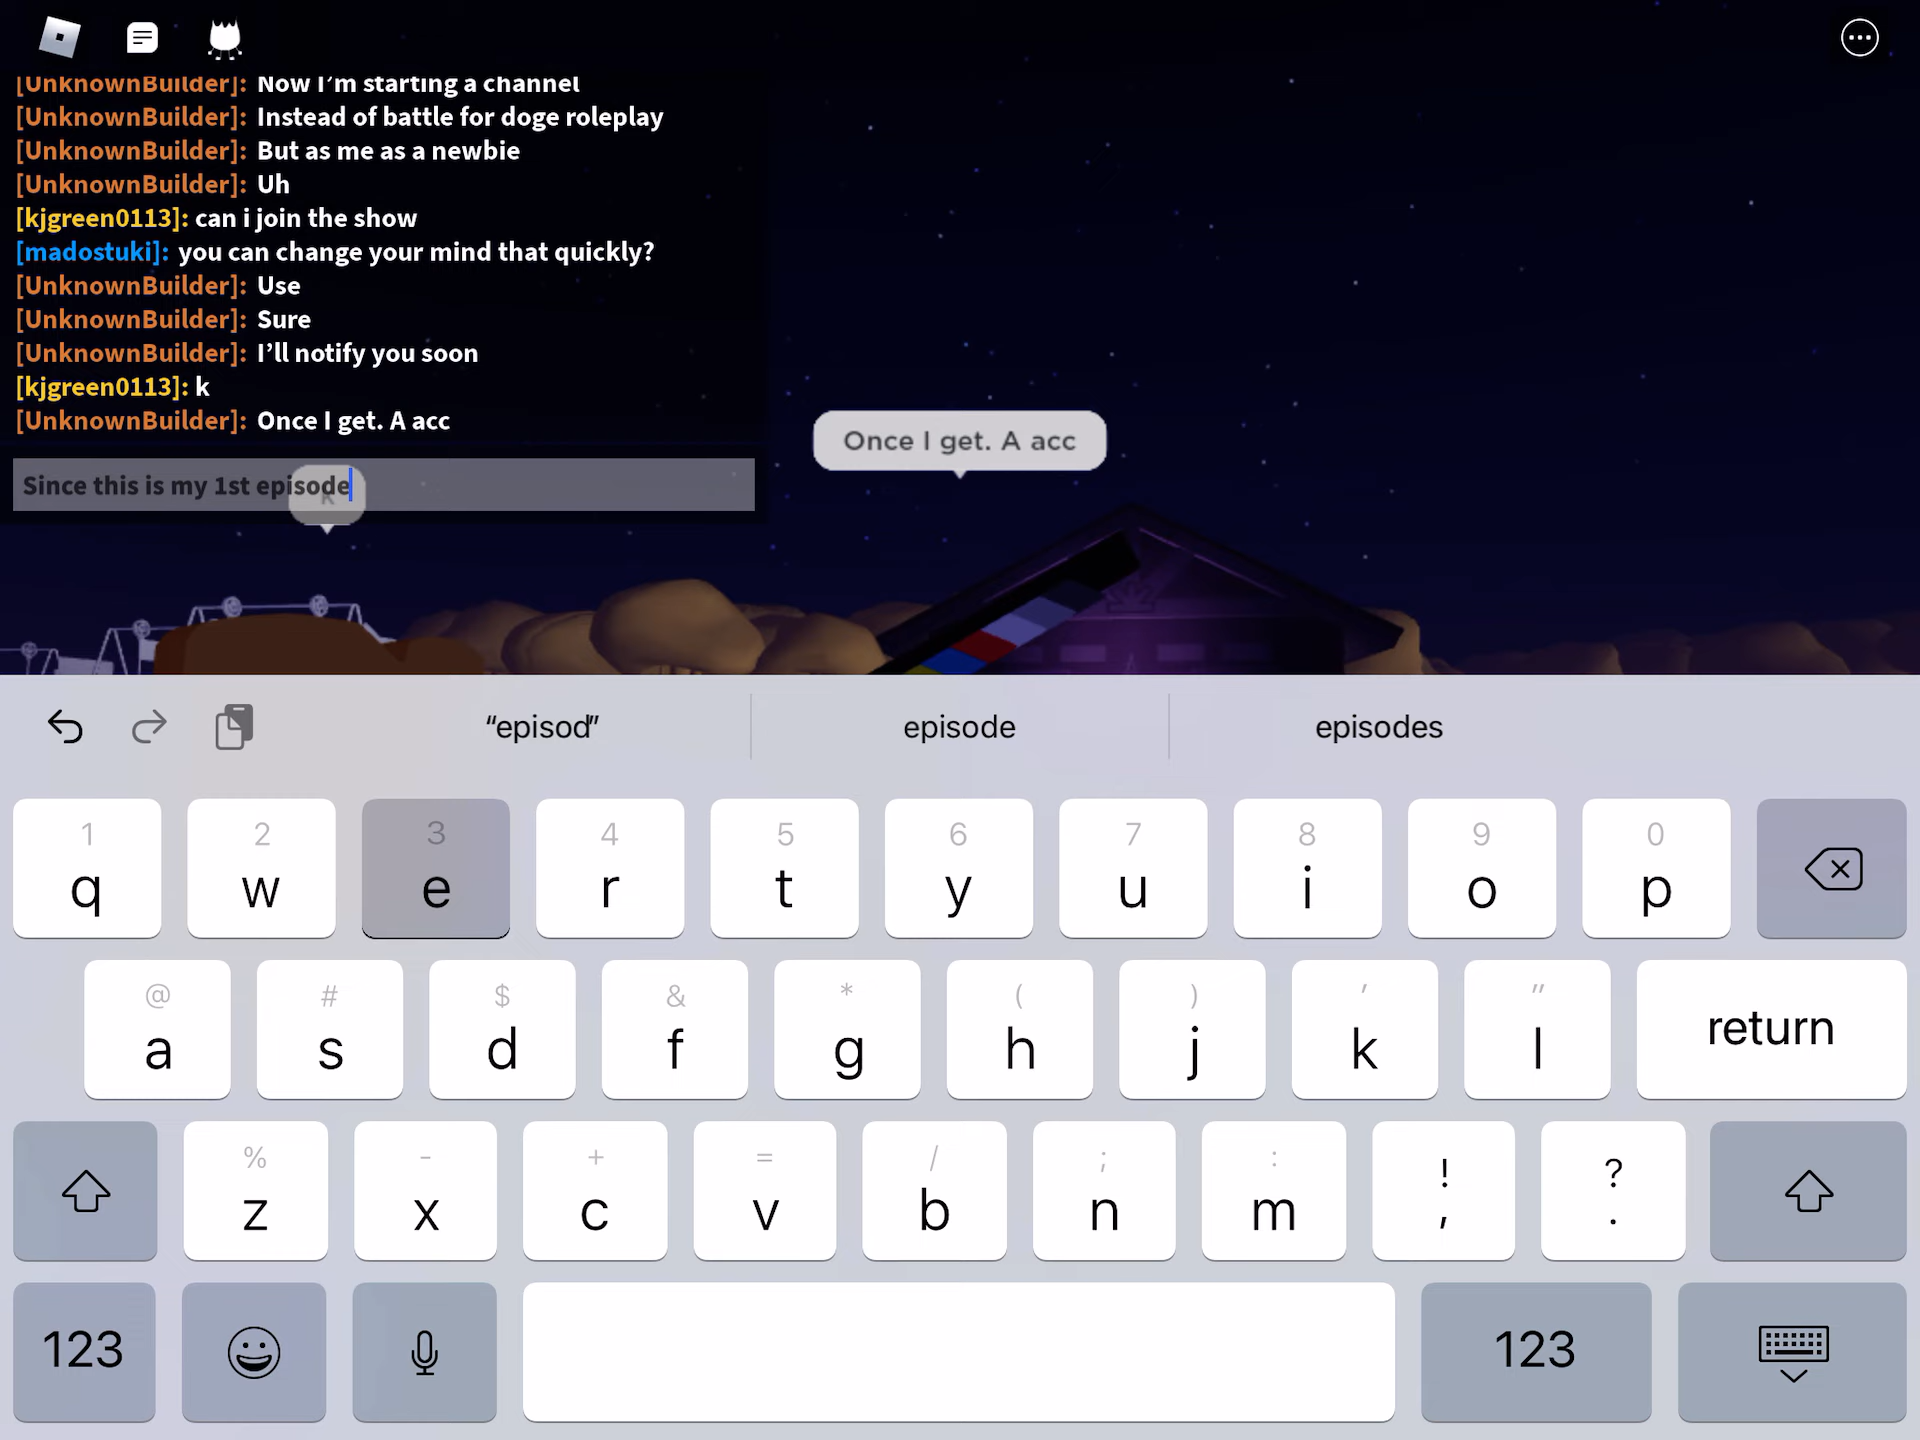 [UnknownBuilder]: Now I’m starting a channel
[UnknownBuilder]: Instead of battle for doge roleplay
[UnknownBuilder]: But as me as a newbie
[UnknownBuilder]: Uh
[kjgreen0113]: can i join the show
[madostuki]: you can change your mind that quickly?
[UnknownBuilder]: Use
[UnknownBuilder]: Sure
[UnknownBuilder]: I’ll notify you soon
[kjgreen0113]: k
[UnknownBuilder]: Once I get. A acc
Once I get. A acc
Since this is my 1st episode
k
“episod” episode episodes
1 2 3 4 5 6 7 8 9 0
q w e r t y u i o p
@ # $ & * ( ) ' "
a s d f g h j k l return
% - + = / ; : ! ?
z x c v b n m , .
123 123